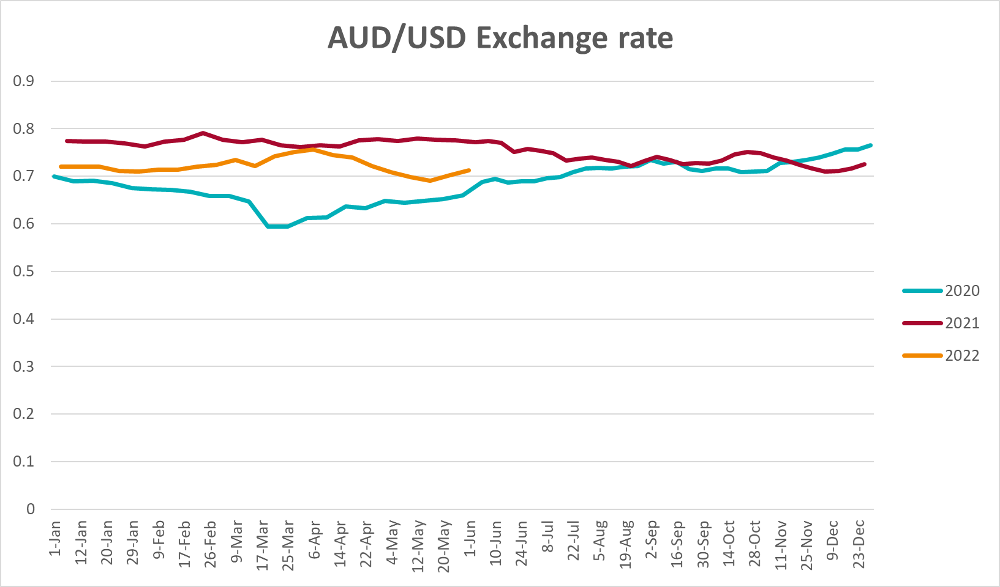 AUD/USD Exchange rate
0.9
0.8
0.7
0.6
0.5
0.4
0.3
0.2
0.1
0
1-Jan
12-Jan
20-Jan
29-Jan
9-Feb
17-Feb
26-Feb
9-Mar
17-Mar
25-Mar
6-Apr
14-Apr
22-Apr
4-May
12-May
20-May
1-Jun
10-Jun
24-Jun
8-Jul
22-Jul
5-Aug
19-Aug
2-Sep
16-Sep
30-Sep
14-Oct
28-Oct
11-Nov
25-Nov
9-Dec
23-Dec
2020
2021
2022